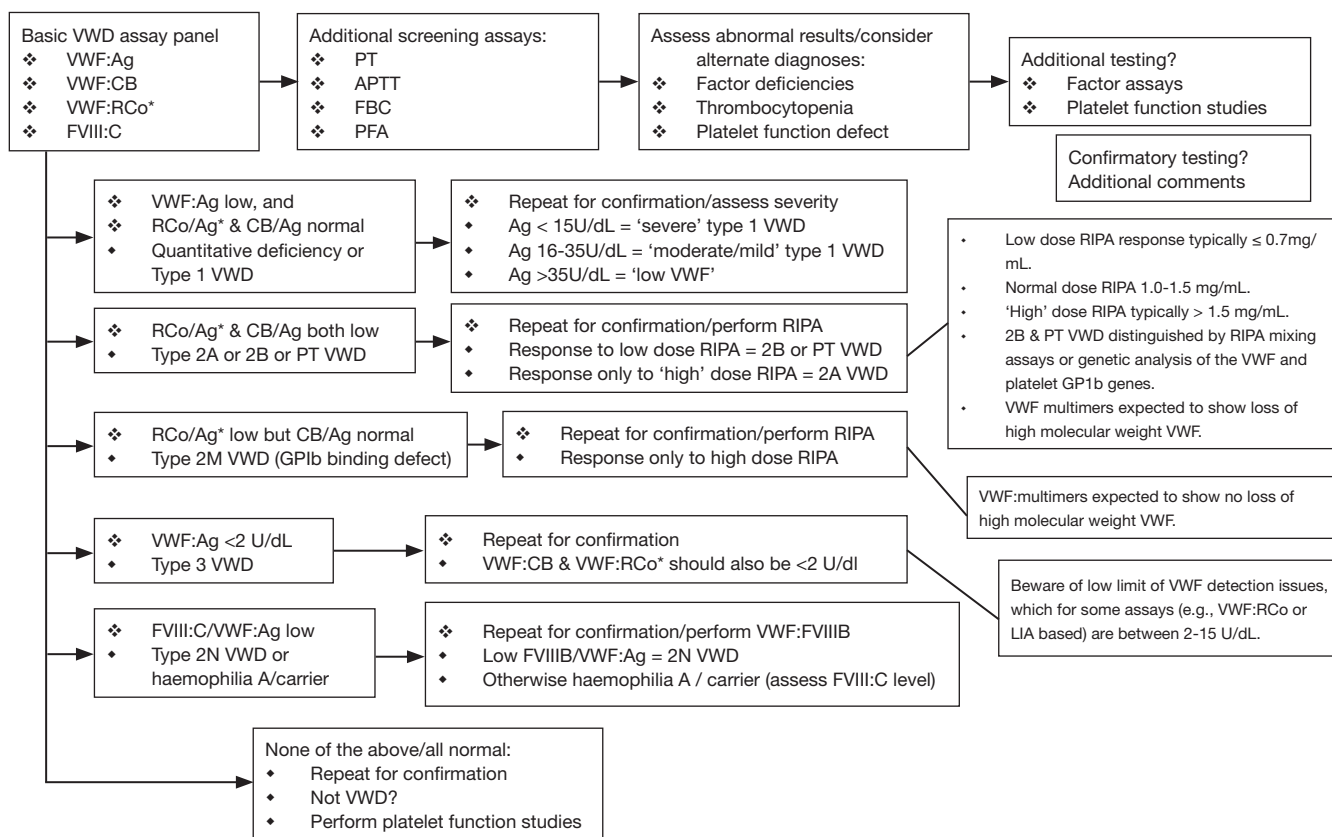 Basic VWD assay panel
❖ VWF:Ag
❖ VWF:CB
❖ VWF:RCo*
❖ FVIII:C
Additional screening assays:
❖ PT
❖ APTT
❖ FBC
❖ PFA
Assess abnormal results/consider
alternate diagnoses:
❖ Factor deficiencies
❖ Thrombocytopenia
❖ Platelet function defect
Additional testing?
❖ Factor assays
❖ Platelet function studies
Confirmatory testing?
Additional comments
❖ VWF:Ag low, and
❖ RCo/Ag* & CB/Ag normal
◆ Quantitative deficiency or
Type 1 VWD
❖ Repeat for confirmation/assess severity
◆ Ag < 15U/dL = ‘severe’ type 1 VWD
◆ Ag 16-35U/dL = ‘moderate/mild’ type 1 VWD
◆ Ag >35U/dL = ‘low VWF’
❖ RCo/Ag* & CB/Ag both low
◆ Type 2A or 2B or PT VWD
❖ Repeat for confirmation/perform RIPA
◆ Response to low dose RIPA = 2B or PT VWD
◆ Response only to ‘high’ dose RIPA = 2A VWD
◆ Low dose RIPA response typically ≤ 0.7mg/
mL.
◆ Normal dose RIPA 1.0-1.5 mg/mL.
◆ ‘High’ dose RIPA typically > 1.5 mg/mL.
◆ 2B & PT VWD distinguished by RIPA mixing
assays or genetic analysis of the VWF and
platelet GP1b genes.
◆ VWF multimers expected to show loss of
high molecular weight VWF.
❖ RCo/Ag* low but CB/Ag normal
◆ Type 2M VWD (GPIb binding defect)
❖ Repeat for confirmation/perform RIPA
◆ Response only to high dose RIPA
VWF:multimers expected to show no loss of
high molecular weight VWF.
❖ VWF:Ag <2 U/dL
◆ Type 3 VWD
❖ Repeat for confirmation
◆ VWF:CB & VWF:RCo* should also be <2 U/dl
Beware of low limit of VWF detection issues,
which for some assays (e.g., VWF:RCo or
LIA based) are between 2-15 U/dL.
❖ FVIII:C/VWF:Ag low
◆ Type 2N VWD or
haemophilia A/carrier
❖ Repeat for confirmation/perform VWF:FVIIIB
◆ Low FVIIIB/VWF:Ag = 2N VWD
◆ Otherwise haemophilia A / carrier (assess FVIII:C level)
None of the above/all normal:
◆ Repeat for confirmation
◆ Not VWD?
◆ Perform platelet function studies